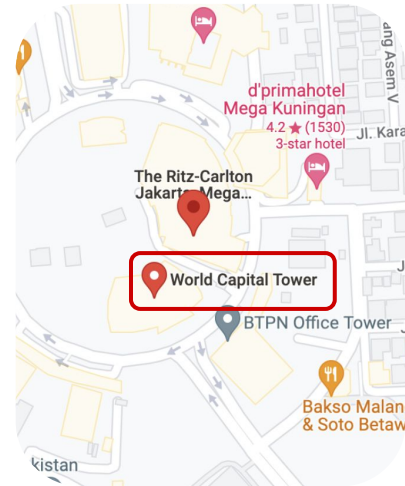 ang Asem V
d'primahotel
Mega Kuningan
4.2 ★ (1530)
3-star hotel
Jl. Kara
The Ritz-Carlton
Jakarta Mega...
World Capital Tower
BTPN Office Tower
Bakso Malan
& Soto Betaw
kistan